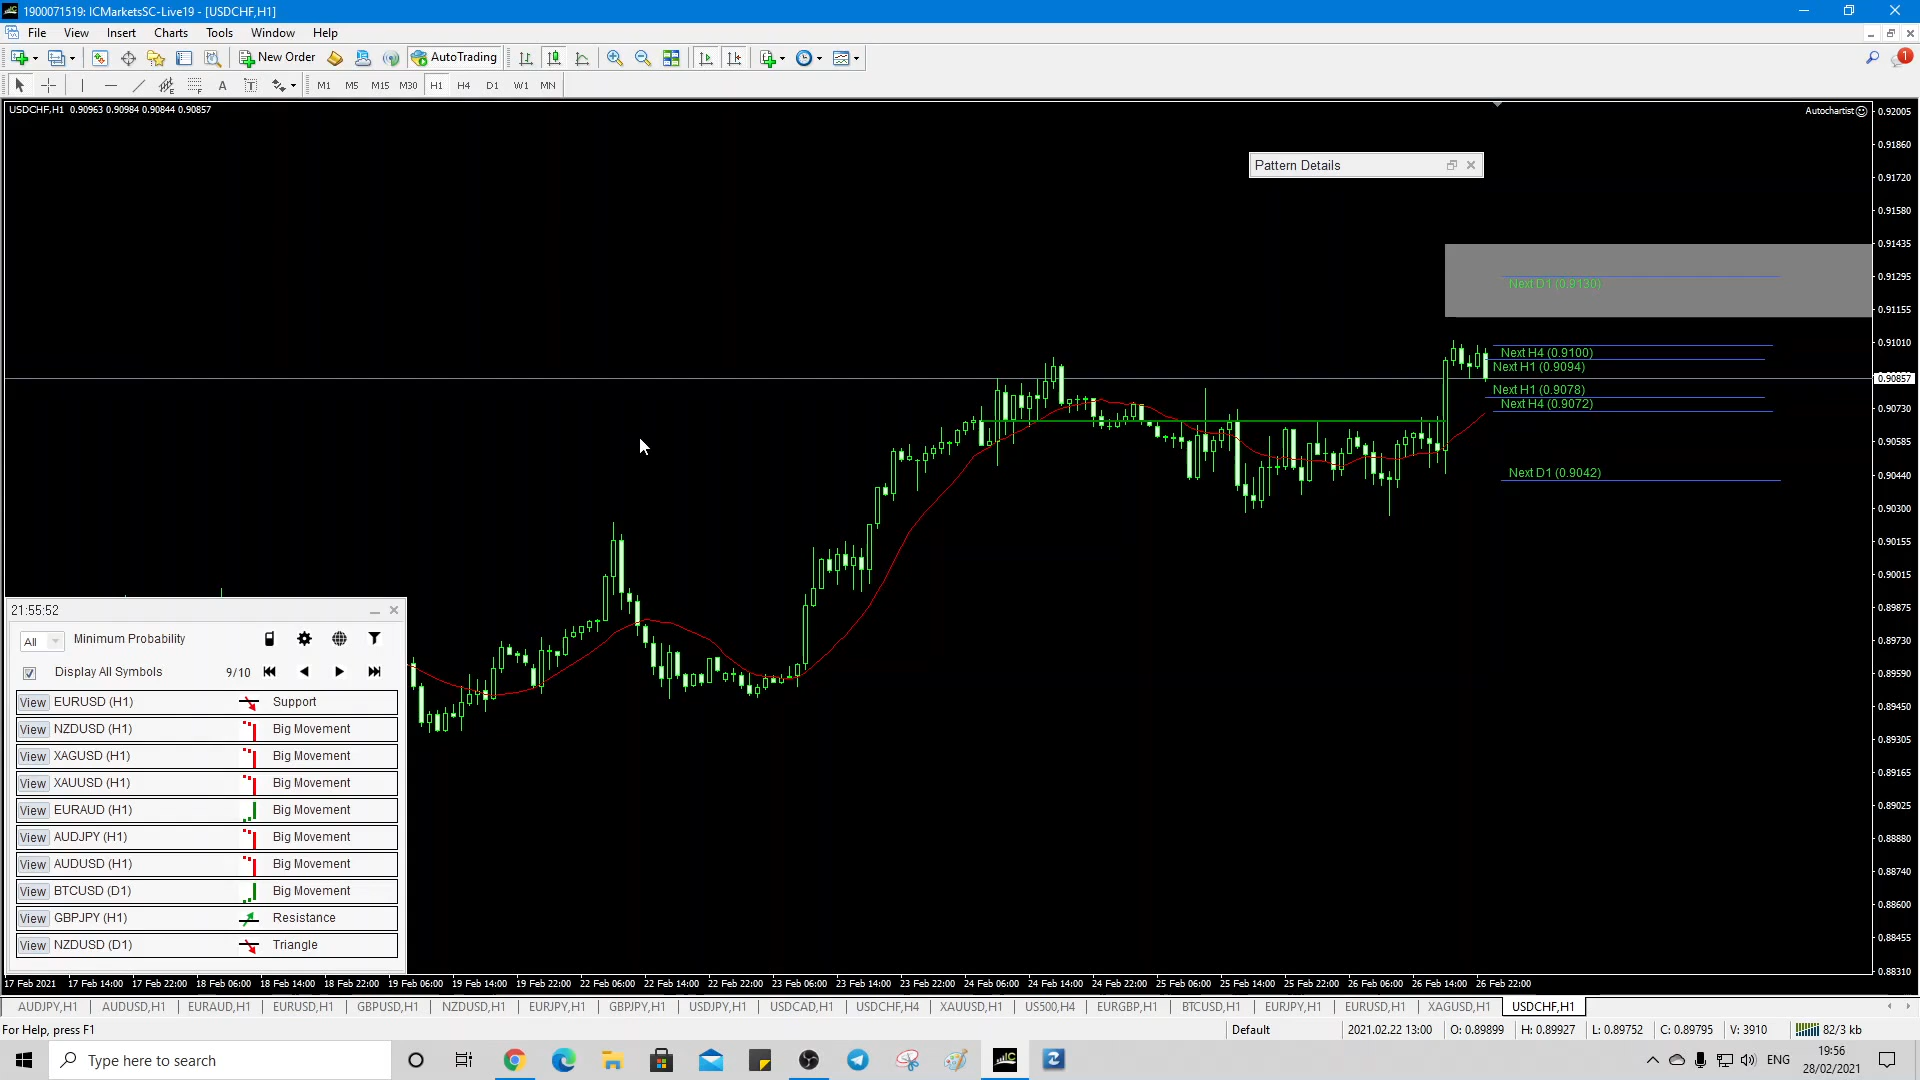 1900071519: ICMarketsSC-Live19 - [USDCHF,H1]
File View Insert Charts Tools Window Help
New Order AutoTrading
A T M1 M5 M15 M30 H1 H4 D1 W1 MN
USDCHF,H1 0.90963 0.90984 0.90844 0.90857
Autochartist
Pattern Details
0.92005
0.91860
0.91720
0.91580
0.91435
0.91295
0.91155
0.91010
0.90857
0.90730
0.90585
0.90440
0.90300
0.90155
0.90015
0.89875
0.89730
0.89590
0.89450
0.89305
0.89165
0.89025
0.88880
0.88740
0.88600
0.88455
0.88310
Next D1 (0.9130)
Next H4 (0.9100)
Next H1 (0.9094)
Next H1 (0.9078)
Next H4 (0.9072)
Next D1 (0.9042)
21:55:52
All Minimum Probability
Display All Symbols 9/10
View EURUSD (H1) Support
View NZDUSD (H1) Big Movement
View XAGUSD (H1) Big Movement
View XAUUSD (H1) Big Movement
View EURAUD (H1) Big Movement
View AUDJPY (H1) Big Movement
View AUDUSD (H1) Big Movement
View BTCUSD (D1) Big Movement
View GBPJPY (H1) Resistance
View NZDUSD (D1) Triangle
17 Feb 2021 17 Feb 14:00 17 Feb 22:00 18 Feb 06:00 18 Feb 14:00 18 Feb 22:00 19 Feb 06:00 19 Feb 14:00 19 Feb 22:00 22 Feb 06:00 22 Feb 14:00 22 Feb 22:00 23 Feb 06:00 23 Feb 14:00 23 Feb 22:00 24 Feb 06:00 24 Feb 14:00 24 Feb 22:00 25 Feb 06:00 25 Feb 14:00 25 Feb 22:00 26 Feb 06:00 26 Feb 14:00 26 Feb 22:00
AUDJPY,H1 AUDUSD,H1 EURAUD,H1 EURUSD,H1 GBPUSD,H1 NZDUSD,H1 EURJPY,H1 GBPJPY,H1 USDJPY,H1 USDCAD,H1 USDCHF,H4 XAUUSD,H1 US500,H4 EURGBP,H1 BTCUSD,H1 EURJPY,H1 EURUSD,H1 XAGUSD,H1 USDCHF,H1
For Help, press F1 Default 2021.02.22 13:00 O: 0.89899 H: 0.89927 L: 0.89752 C: 0.89795 V: 3910 82/3 kb
Type here to search ENG 19:56
28/02/2021